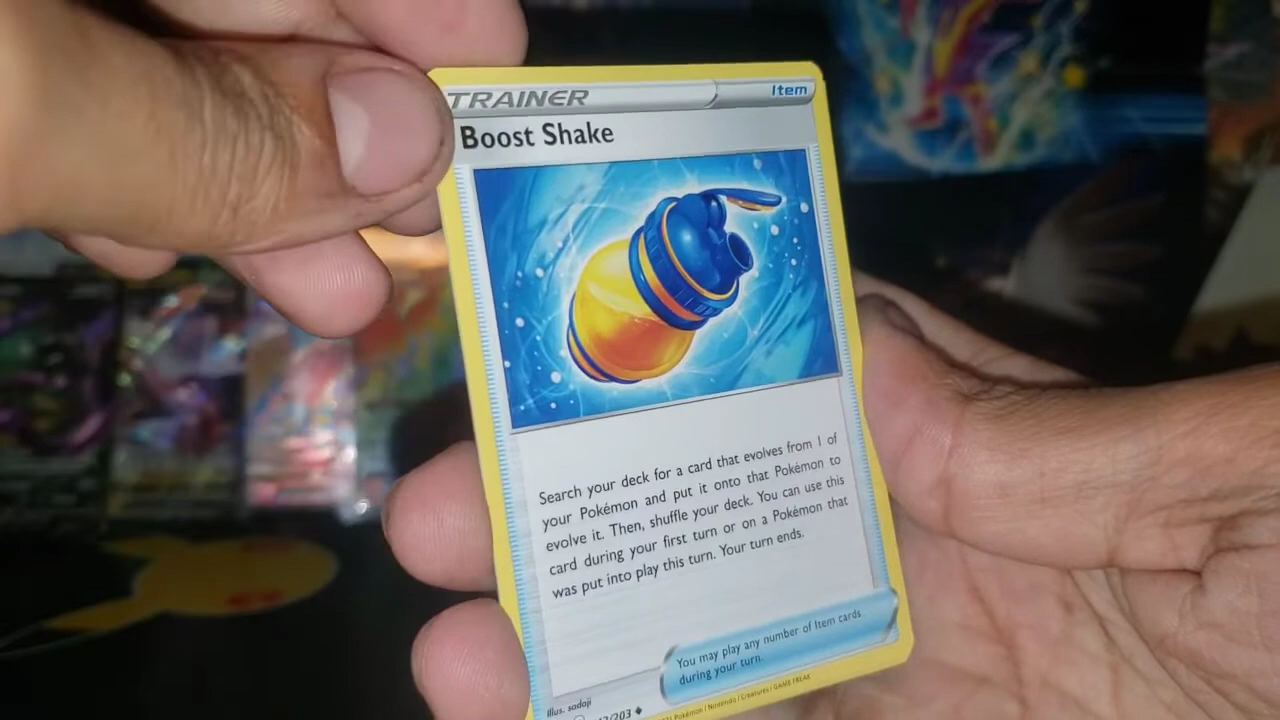 TRAINER Item
Boost Shake
Search your deck for a card that evolves from 1 of
your Pokémon and put it onto that Pokémon to
evolve it. Then, shuffle your deck. You can use this
card during your first turn or on a Pokémon that
was put into play this turn. Your turn ends.
You may play any number of Item cards
during your turn.
Illus. sadaji
/203
Pokémon / Nintendo / Creatures / GAME FREAK